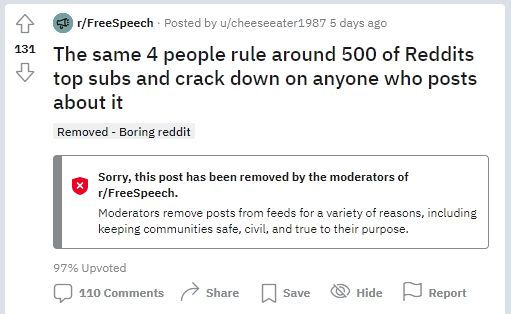 r/FreeSpeech · Posted by u/cheeseeater1987 5 days ago
131
The same 4 people rule around 500 of Reddits
top subs and crack down on anyone who posts
about it
Removed - Boring reddit
Sorry, this post has been removed by the moderators of
r/FreeSpeech.
Moderators remove posts from feeds for a variety of reasons, including
keeping communities safe, civil, and true to their purpose.
97% Upvoted
110 Comments Share Save Hide Report